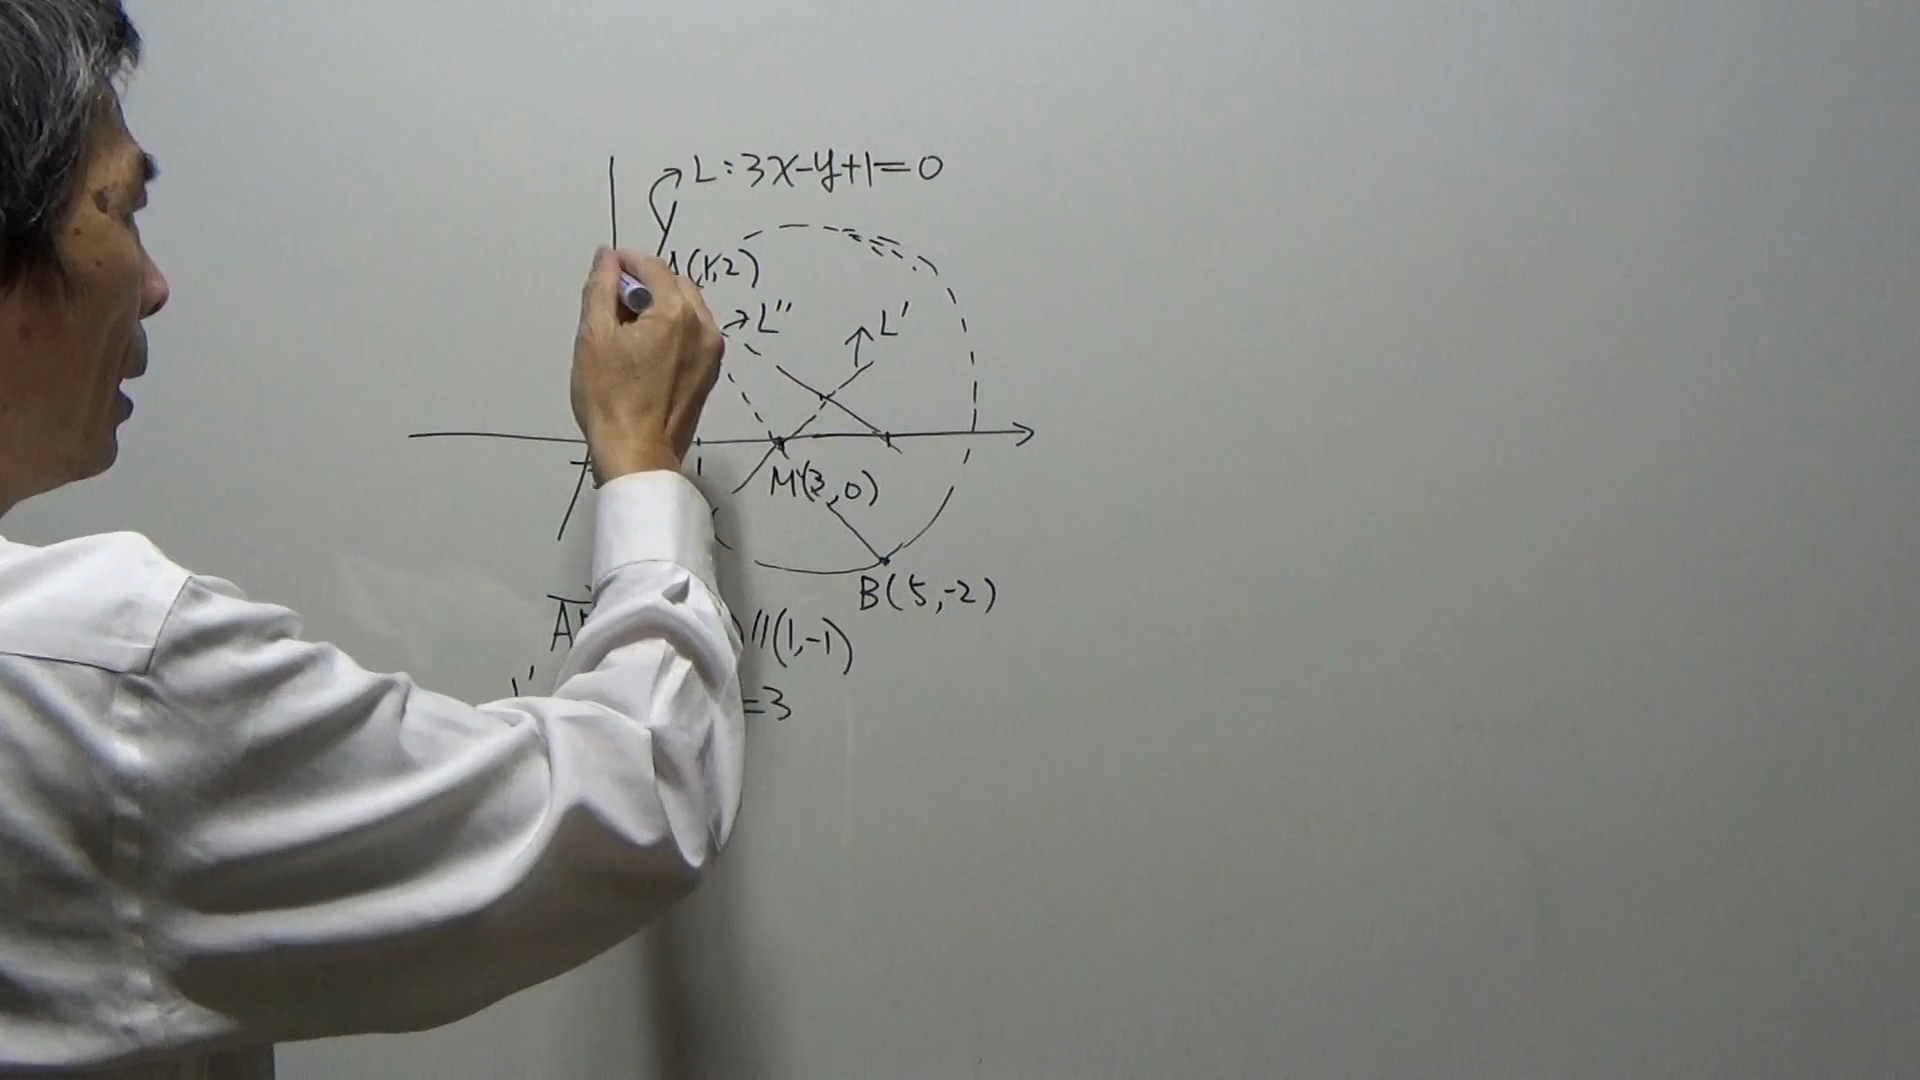 L:3x-y+1=0
A(1,2)
L" L'
M(3,0)
B(5,-2)
//(1,-1)
L' =3